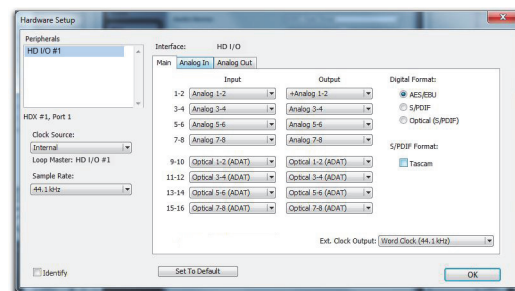 Hardware Setup
Peripherals
HD I/O #1
HDX #1, Port 1
Clock Source:
Internal
Loop Master: HD I/O #1
Sample Rate:
44.1 kHz
Identify
Interface: HD I/O
Main Analog In Analog Out
Input Output
1-2 Analog 1-2 +Analog 1-2
3-4 Analog 3-4 Analog 3-4
5-6 Analog 5-6 Analog 5-6
7-8 Analog 7-8 Analog 7-8
9-10 Optical 1-2 (ADAT) Optical 1-2 (ADAT)
11-12 Optical 3-4 (ADAT) Optical 3-4 (ADAT)
13-14 Optical 5-6 (ADAT) Optical 5-6 (ADAT)
15-16 Optical 7-8 (ADAT) Optical 7-8 (ADAT)
Digital Format:
AES/EBU
S/PDIF
Optical (S/PDIF)
S/PDIF Format:
Tascam
Ext. Clock Output: Word Clock (44.1 kHz)
Set To Default
OK